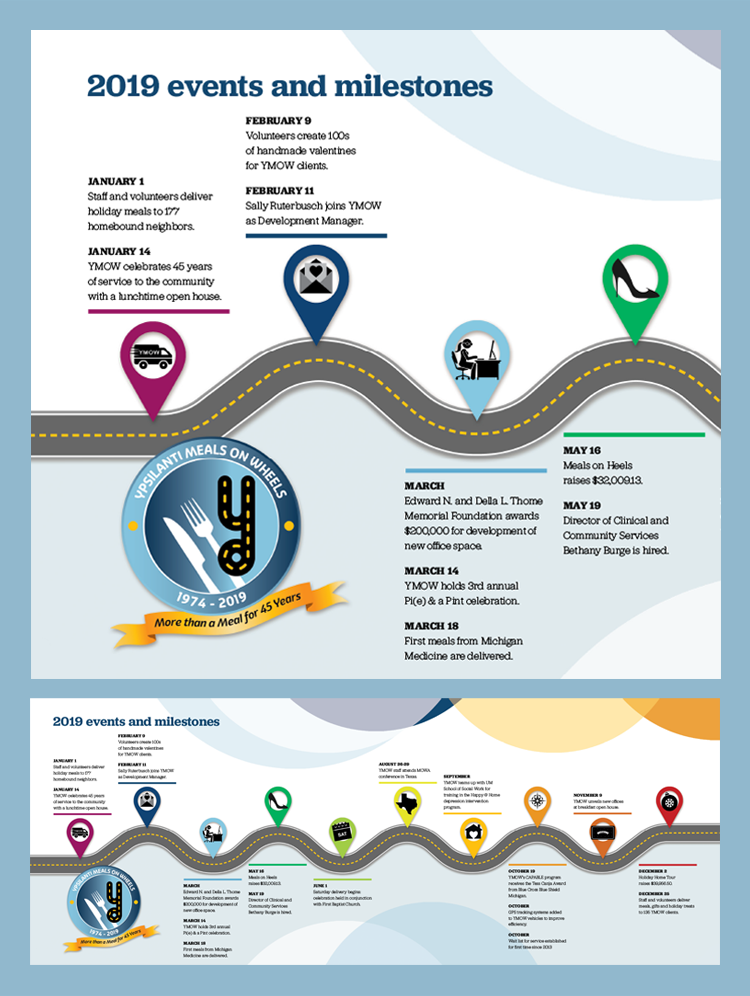 2019 events and milestones
FEBRUARY 9
Volunteers create 100s
of handmade valentines
for YMOW clients.
FEBRUARY 11
Sally Ruterbusch joins YMOW
as Development Manager.
JANUARY 1
Staff and volunteers deliver
holiday meals to 177
homebound neighbors.
JANUARY 14
YMOW celebrates 45 years
of service to the community
with a lunchtime open house.
YMOW
YPSILANTI MEALS ON WHEELS
1974 - 2019
More than a Meal for 45 Years
MARCH
Edward N. and Della L. Thome
Memorial Foundation awards
$200,000 for development of
new office space.
MARCH 14
YMOW holds 3rd annual
Pi(e) & a Pint celebration.
MARCH 18
First meals from Michigan
Medicine are delivered.
MAY 16
Meals on Heels
raises $32,009.13.
MAY 19
Director of Clinical and
Community Services
Bethany Burge is hired.
2019 events and milestones
FEBRUARY 9
Volunteers create 100s
of handmade valentines
for YMOW clients.
FEBRUARY 11
Sally Ruterbusch joins YMOW
as Development Manager.
JANUARY 1
Staff and volunteers deliver
holiday meals to 177
homebound neighbors.
JANUARY 14
YMOW celebrates 45 years
of service to the community
with a lunchtime open house.
YPSILANTI MEALS ON WHEELS
1974 - 2019
More than a Meal for 45 Years
MARCH
Edward N. and Della L. Thome
Memorial Foundation awards
$200,000 for development of
new office space.
MARCH 14
YMOW holds 3rd annual
Pi(e) & a Pint celebration.
MARCH 18
First meals from Michigan
Medicine are delivered.
MAY 16
Meals on Heels
raises $32,009.13.
MAY 19
Director of Clinical and
Community Services
Bethany Burge is hired.
SAT
JUNE 1
Saturday delivery begins
celebration held in conjunction
with First Baptist Church.
AUGUST 26-29
YMOW staff attends MOWA
conference in Texas.
SEPTEMBER
YMOW teams up with UM
School of Social Work for
training in the Happy @ Home
depression intervention
program.
OCTOBER 10
YMOW's CAPABLE program
receives the Tess Cielja Award
from Blue Cross Blue Shield
Michigan.
OCTOBER
GPS tracking systems added
to YMOW vehicles to improve
efficiency.
OCTOBER
Wait list for service established
for first time since 2013
YMOW unveils new offices
at breakfast open house.
DECEMBER 2
Holiday Home Tour
DECEMBER 25
Staff and volunteers deliver
meals, gifts and holiday treats
to 135 YMOW clients.